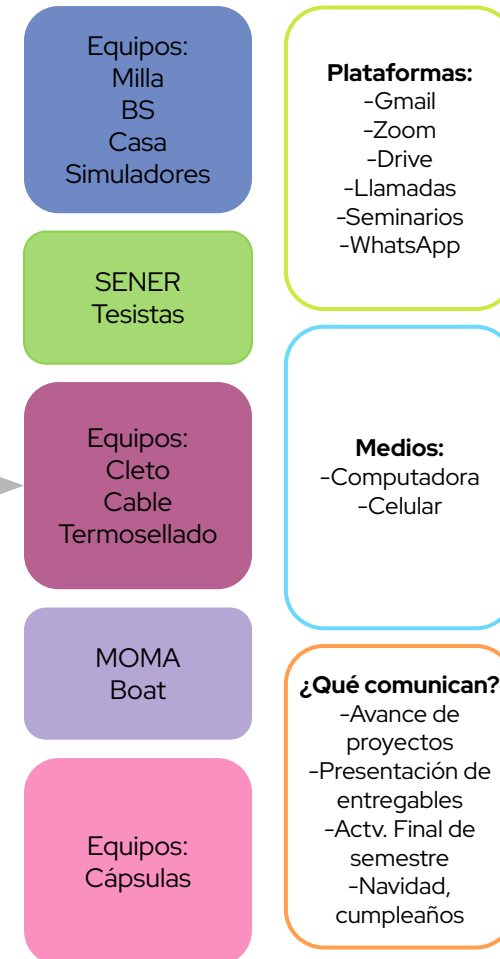 Equipos:
Milla
BS
Casa
Simuladores
SENER
Tesistas
Equipos:
Cleto
Cable
Termosellado
MOMA
Boat
Equipos:
Cápsulas
Plataformas:
-Gmail
-Zoom
-Drive
-Llamadas
-Seminarios
-WhatsApp
Medios:
-Computadora
-Celular
¿Qué comunican?
-Avance de
proyectos
-Presentación de
entregables
-Actv. Final de
semestre
-Navidad,
cumpleaños